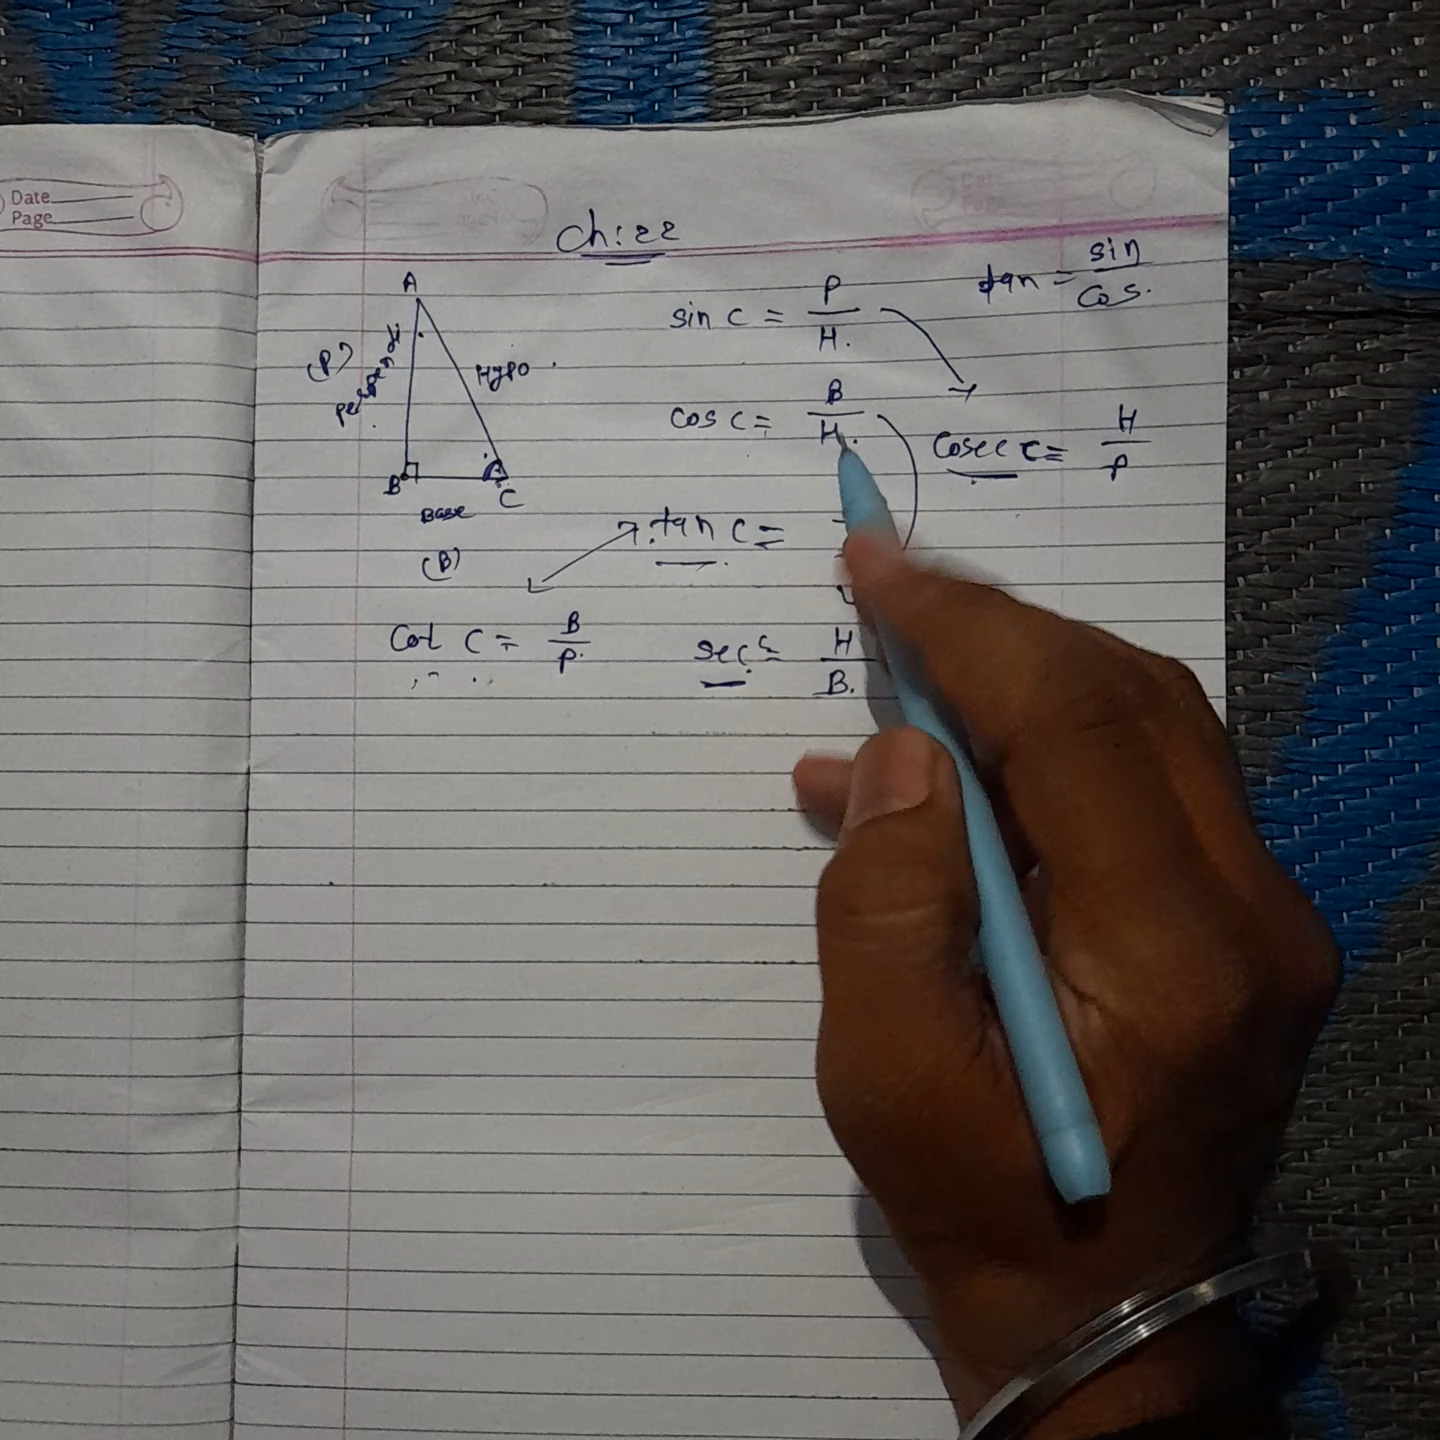 Date
Page
Ch:22
tan = sin/cos.
A
sin C = P/H.
(P)
Hypo
cos C = B/H.
cosec C = H/P
B
C
Base
tan C =
(B)
Cot C = B/P.
sec C = H/B.